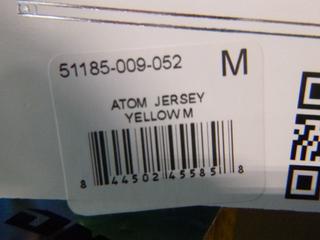 51185-009-052 M
ATOM JERSEY
YELLOW M
8 44502 45585 8